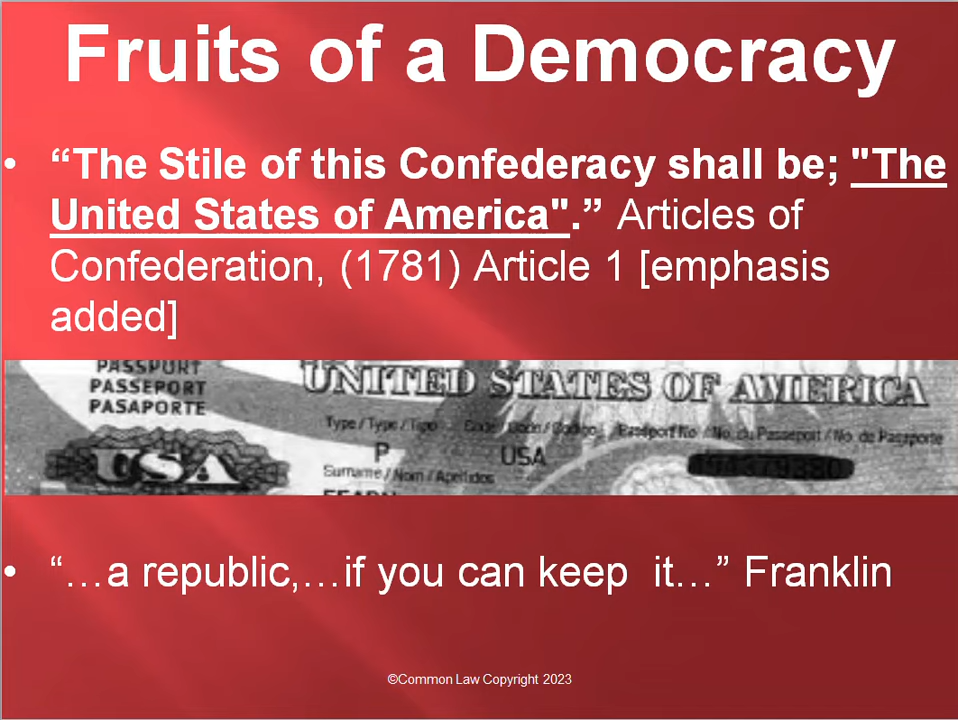 Fruits of a Democracy
• “The Stile of this Confederacy shall be; "The
United States of America".” Articles of
Confederation, (1781) Article 1 [emphasis
added]
PASSPORT
PASSEPORT
PASAPORTE
USA
UNITED STATES OF AMERICA
Type / Type / Tipo Code / Code / Codigo Passport No / No. du Passeport / No. de Pasaporte
P USA
Surname / Nom / Apellidos
• “…a republic,…if you can keep it…” Franklin
©Common Law Copyright 2023